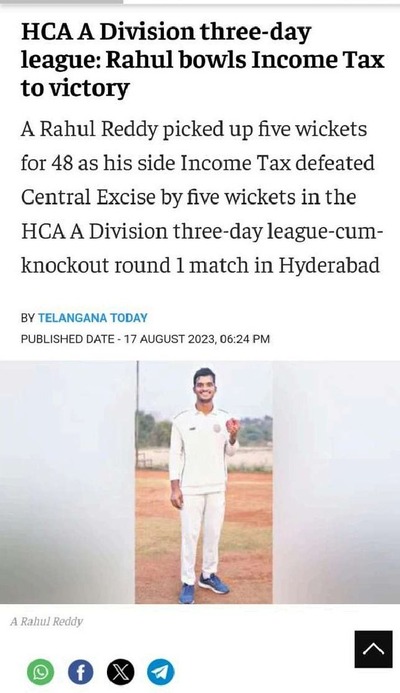 HCA A Division three-day
league: Rahul bowls Income Tax
to victory
A Rahul Reddy picked up five wickets
for 48 as his side Income Tax defeated
Central Excise by five wickets in the
HCA A Division three-day league-cum-
knockout round 1 match in Hyderabad
BY TELANGANA TODAY
PUBLISHED DATE - 17 AUGUST 2023, 06:24 PM
A Rahul Reddy